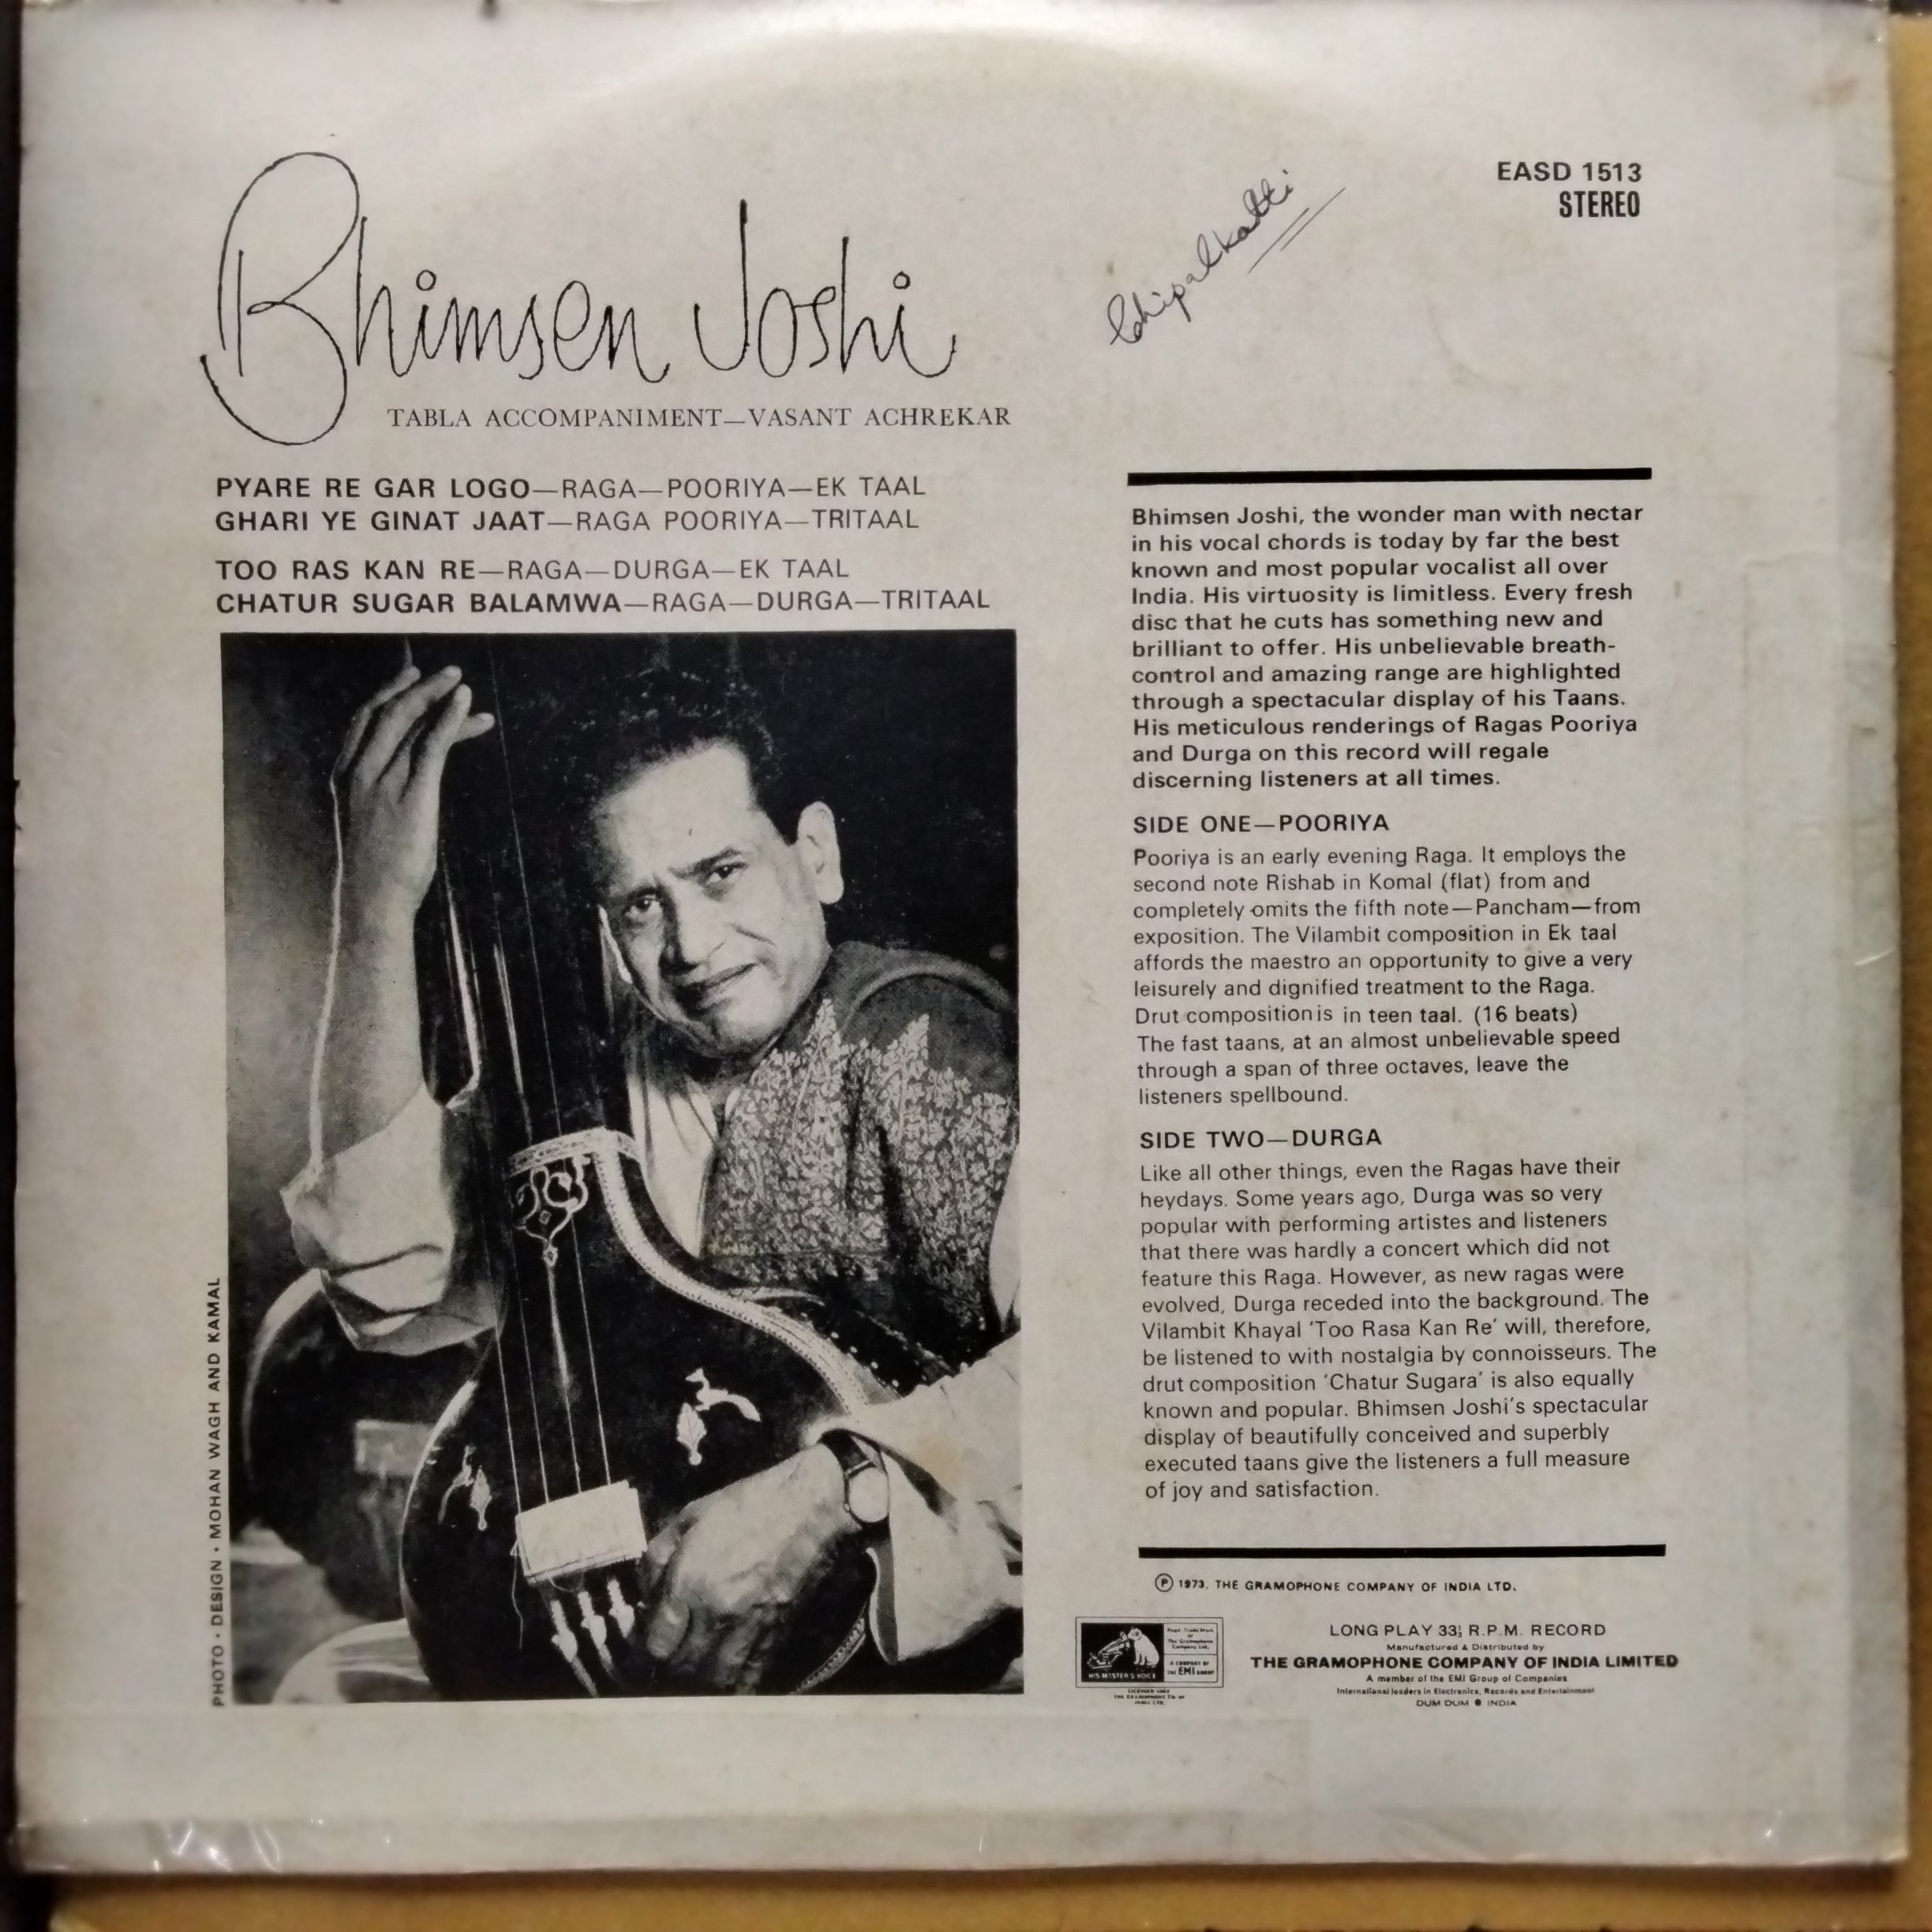 EASD 1513
STEREO
Bhimsen Joshi
Chipalkatti
TABLA ACCOMPANIMENT—VASANT ACHREKAR
PYARE RE GAR LOGO—RAGA—POORIYA—EK TAAL
GHARI YE GINAT JAAT—RAGA POORIYA—TRITAAL
TOO RAS KAN RE—RAGA—DURGA—EK TAAL
CHATUR SUGAR BALAMWA—RAGA—DURGA—TRITAAL
PHOTO · DESIGN · MOHAN WAGH AND KAMAL
Bhimsen Joshi, the wonder man with nectar
in his vocal chords is today by far the best
known and most popular vocalist all over
India. His virtuosity is limitless. Every fresh
disc that he cuts has something new and
brilliant to offer. His unbelievable breath-
control and amazing range are highlighted
through a spectacular display of his Taans.
His meticulous renderings of Ragas Pooriya
and Durga on this record will regale
discerning listeners at all times.
SIDE ONE—POORIYA
Pooriya is an early evening Raga. It employs the
second note Rishab in Komal (flat) from and
completely omits the fifth note—Pancham—from
exposition. The Vilambit composition in Ek taal
affords the maestro an opportunity to give a very
leisurely and dignified treatment to the Raga.
Drut composition is in teen taal. (16 beats)
The fast taans, at an almost unbelievable speed
through a span of three octaves, leave the
listeners spellbound.
SIDE TWO—DURGA
Like all other things, even the Ragas have their
heydays. Some years ago, Durga was so very
popular with performing artistes and listeners
that there was hardly a concert which did not
feature this Raga. However, as new ragas were
evolved, Durga receded into the background. The
Vilambit Khayal 'Too Rasa Kan Re' will, therefore,
be listened to with nostalgia by connoisseurs. The
drut composition 'Chatur Sugara' is also equally
known and popular. Bhimsen Joshi's spectacular
display of beautifully conceived and superbly
executed taans give the listeners a full measure
of joy and satisfaction.
Ⓟ 1973. THE GRAMOPHONE COMPANY OF INDIA LTD.
HIS MASTER'S VOICE
Regd. Trade Mark
of
The Gramophone
Company Ltd.
A COMPANY OF
THE EMI GROUP
LONG PLAY 33⅓ R.P.M. RECORD
Manufactured & Distributed by
THE GRAMOPHONE COMPANY OF INDIA LIMITED
A member of the EMI Group of Companies
International leaders in Electronics, Records and Entertainment
DUM DUM ● INDIA